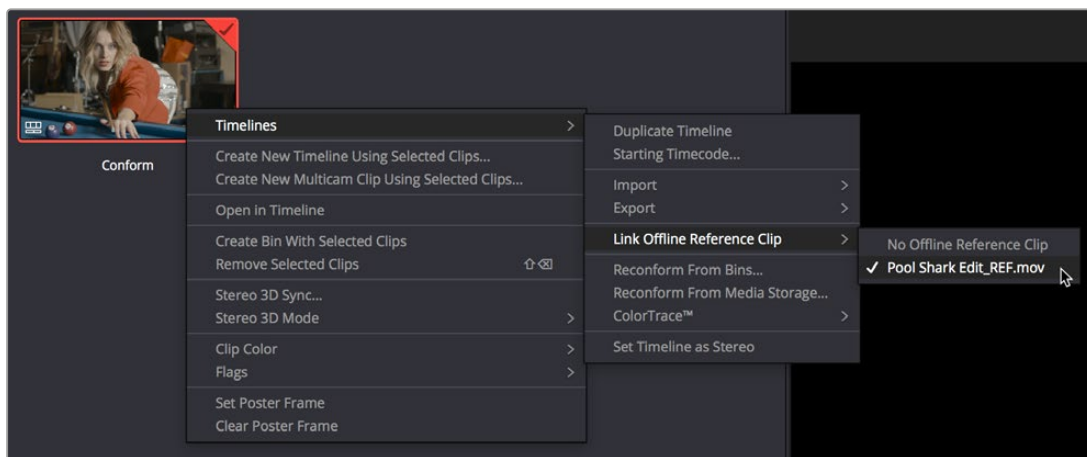 Conform
Timelines
Create New Timeline Using Selected Clips...
Create New Multicam Clip Using Selected Clips...
Open in Timeline
Create Bin With Selected Clips
Remove Selected Clips
Stereo 3D Sync...
Stereo 3D Mode
Clip Color
Flags
Set Poster Frame
Clear Poster Frame
Duplicate Timeline
Starting Timecode...
Import
Export
Link Offline Reference Clip
Reconform From Bins...
Reconform From Media Storage...
ColorTrace™
Set Timeline as Stereo
No Offline Reference Clip
Pool Shark Edit_REF.mov